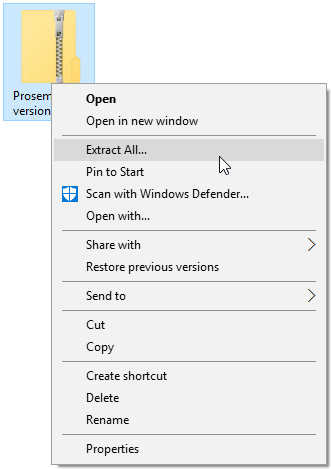 Prosem
version
Open
Open in new window
Extract All...
Pin to Start
Scan with Windows Defender...
Open with...
Share with
Restore previous versions
Send to
Cut
Copy
Create shortcut
Delete
Rename
Properties